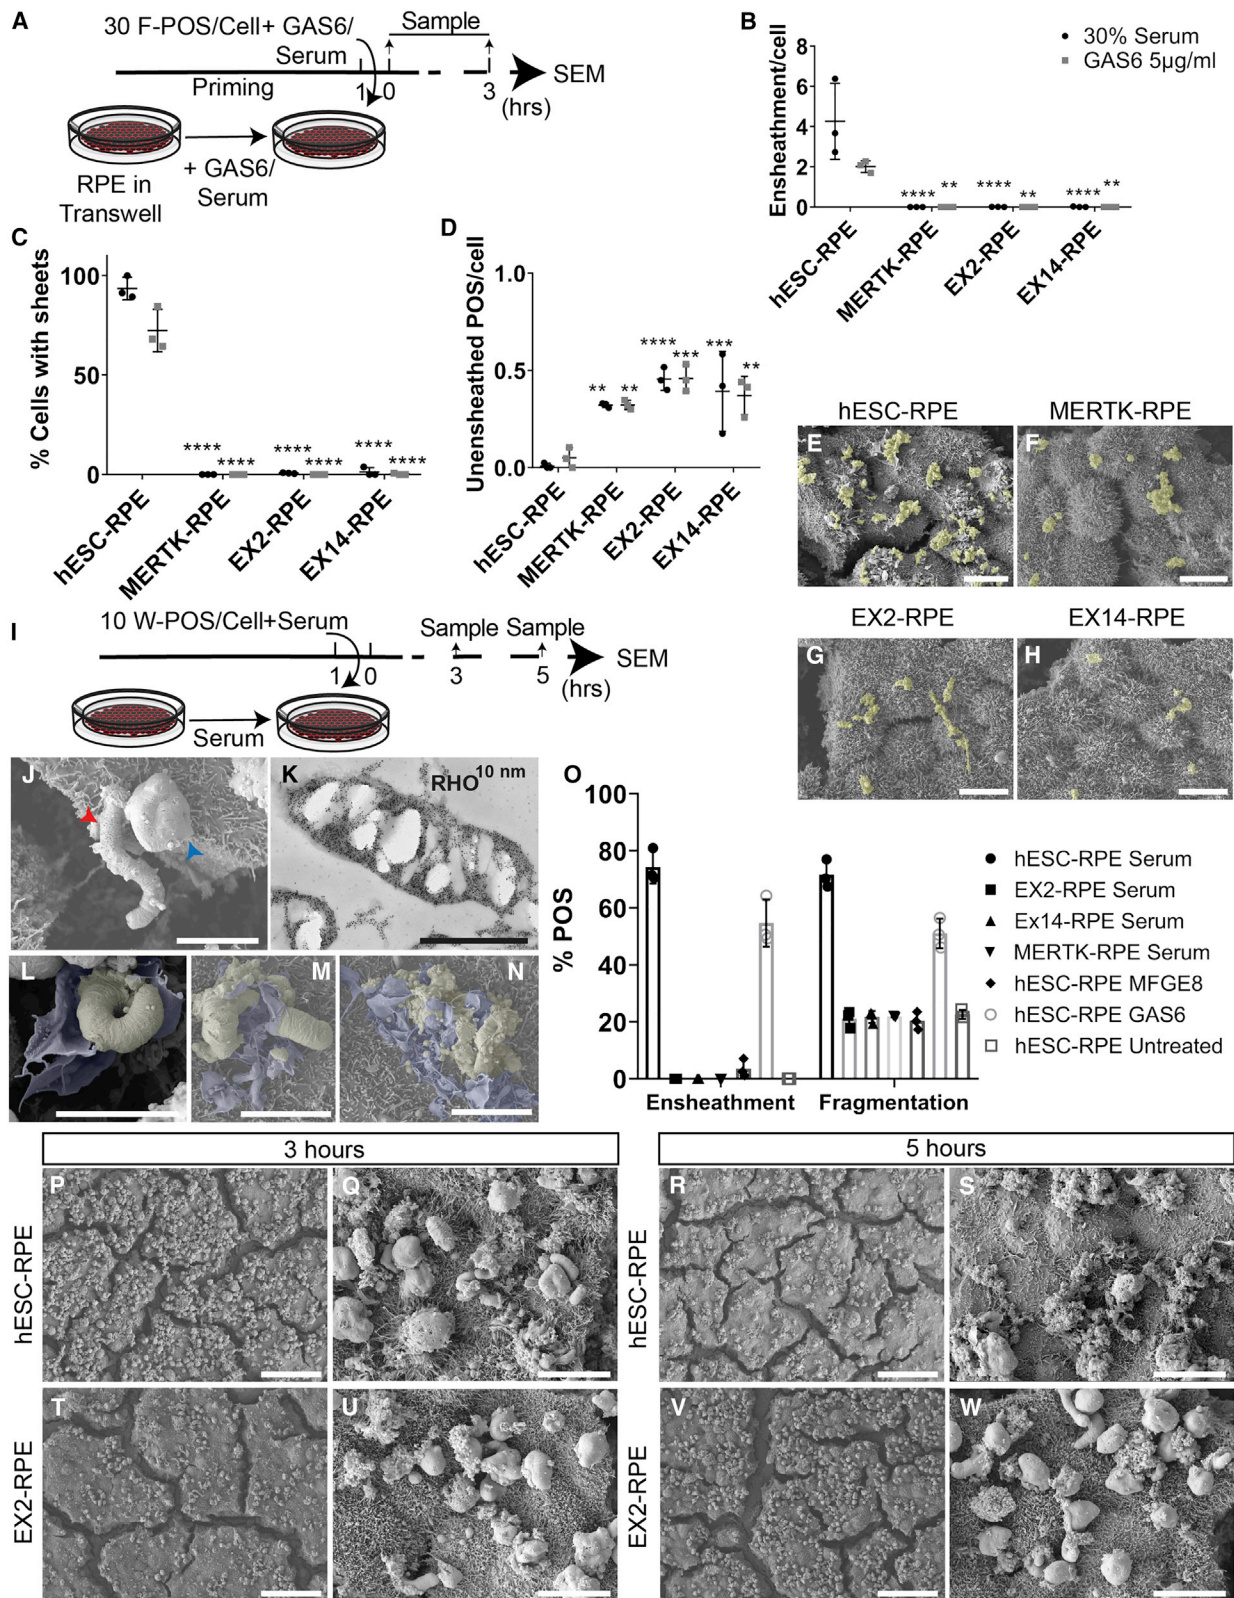 A
30 F-POS/Cell+ GAS6/
Serum
Sample
Priming
1 0
3
(hrs)
SEM
RPE in
Transwell
+ GAS6/
Serum
B
30% Serum
GAS6 5µg/ml
Ensheathment/cell
8
6
4
2
0
**** ** **** ** **** **
hESC-RPE
MERTK-RPE
EX2-RPE
EX14-RPE
C
% Cells with sheets
100
50
0
**** **** **** **** **** ****
hESC-RPE
MERTK-RPE
EX2-RPE
EX14-RPE
D
Unensheathed POS/cell
1.0
0.5
0.0
** ** **** *** *** **
hESC-RPE
MERTK-RPE
EX2-RPE
EX14-RPE
hESC-RPE
MERTK-RPE
E
F
EX2-RPE
EX14-RPE
G
H
I
10 W-POS/Cell+Serum
Sample Sample
1 0
3
5
(hrs)
SEM
Serum
J
K
RHO 10 nm
L
M
N
O
% POS
100
80
60
40
20
0
Ensheathment
Fragmentation
hESC-RPE Serum
EX2-RPE Serum
Ex14-RPE Serum
MERTK-RPE Serum
hESC-RPE MFGE8
hESC-RPE GAS6
hESC-RPE Untreated
3 hours
5 hours
hESC-RPE
P
Q
hESC-RPE
R
S
EX2-RPE
T
U
EX2-RPE
V
W